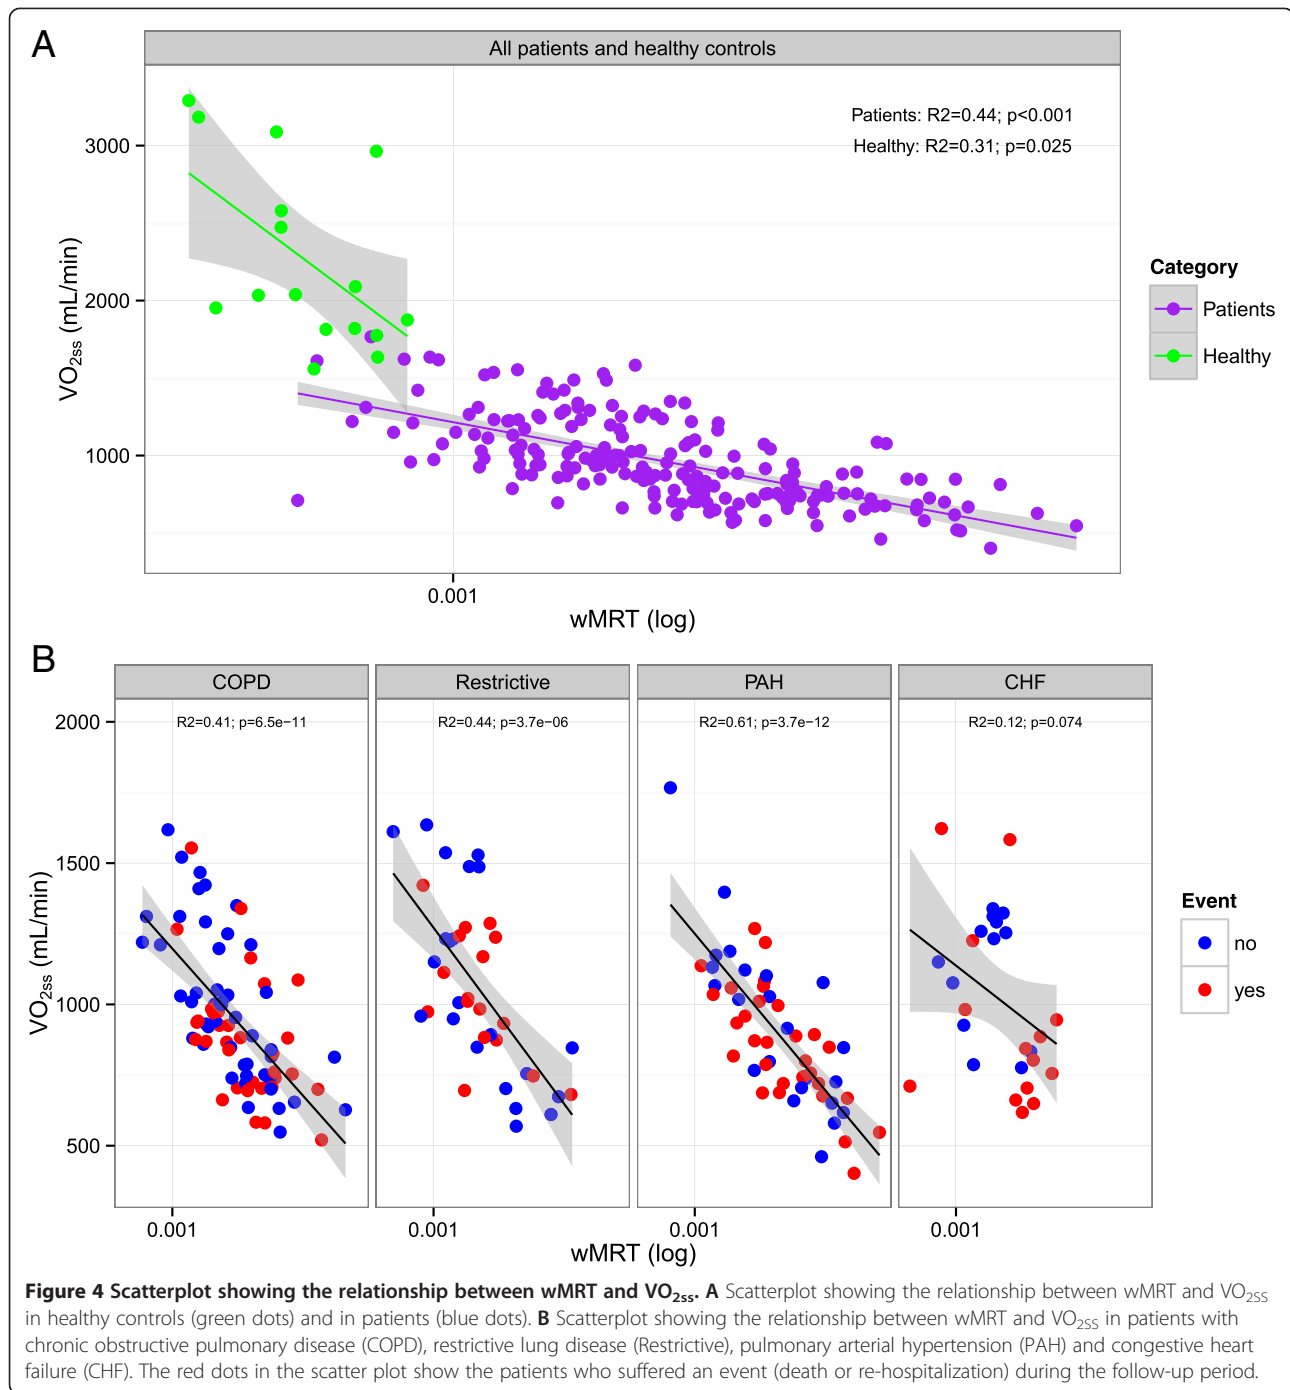 A
All patients and healthy controls
Patients: R2=0.44; p<0.001
Healthy: R2=0.31; p=0.025
3000
2000
1000
VO2ss (mL/min)
0.001
wMRT (log)
Category
Patients
Healthy
B
COPD
Restrictive
PAH
CHF
R2=0.41; p=6.5e−11
R2=0.44; p=3.7e−06
R2=0.61; p=3.7e−12
R2=0.12; p=0.074
2000
1500
1000
500
VO2ss (mL/min)
0.001
0.001
0.001
0.001
wMRT (log)
Event
no
yes
Figure 4 Scatterplot showing the relationship between wMRT and VO2ss. A Scatterplot showing the relationship between wMRT and VO2SS
in healthy controls (green dots) and in patients (blue dots). B Scatterplot showing the relationship between wMRT and VO2SS in patients with
chronic obstructive pulmonary disease (COPD), restrictive lung disease (Restrictive), pulmonary arterial hypertension (PAH) and congestive heart
failure (CHF). The red dots in the scatter plot show the patients who suffered an event (death or re-hospitalization) during the follow-up period.